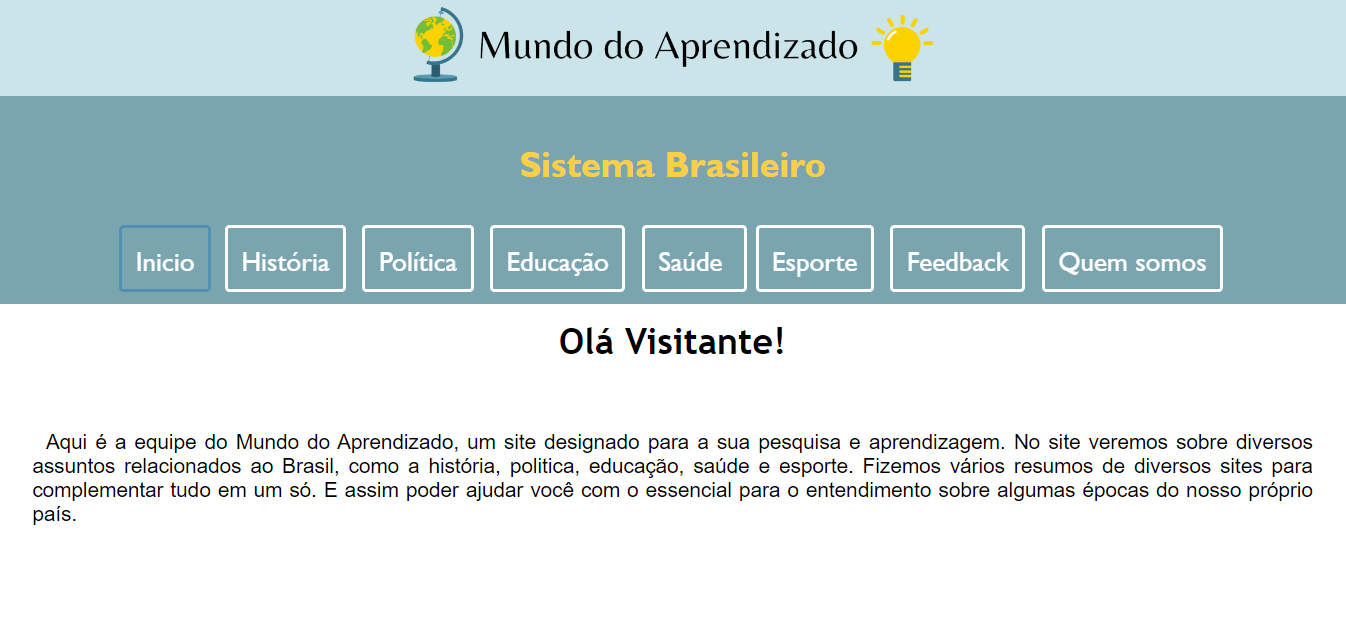 Mundo do Aprendizado
Sistema Brasileiro
Inicio História Política Educação Saúde Esporte Feedback Quem somos
Olá Visitante!
Aqui é a equipe do Mundo do Aprendizado, um site designado para a sua pesquisa e aprendizagem. No site veremos sobre diversos
assuntos relacionados ao Brasil, como a história, politica, educação, saúde e esporte. Fizemos vários resumos de diversos sites para
complementar tudo em um só. E assim poder ajudar você com o essencial para o entendimento sobre algumas épocas do nosso próprio
país.